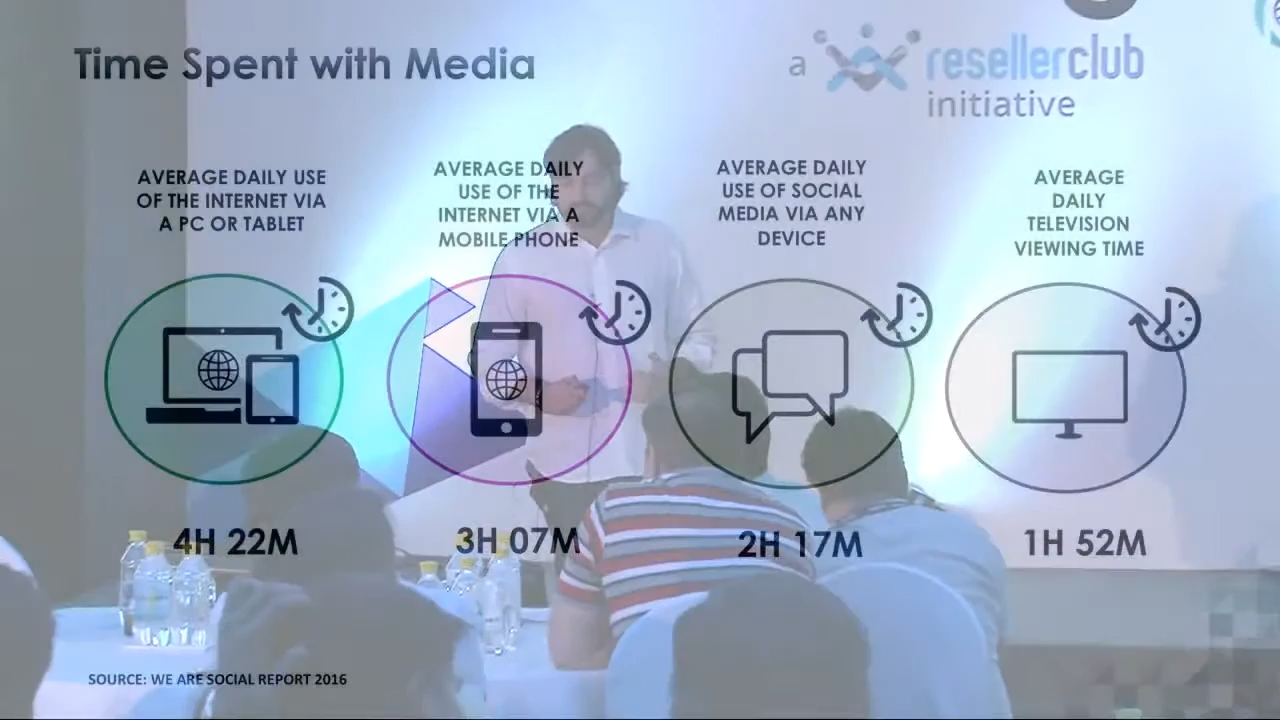 Time Spent with Media
a resellerclub
initiative
AVERAGE DAILY USE
OF THE INTERNET VIA
A PC OR TABLET
AVERAGE DAILY
USE OF THE
INTERNET VIA A
MOBILE PHONE
AVERAGE DAILY
USE OF SOCIAL
MEDIA VIA ANY
DEVICE
AVERAGE
DAILY
TELEVISION
VIEWING TIME
4H 22M
3H 07M
2H 17M
1H 52M
SOURCE: WE ARE SOCIAL REPORT 2016